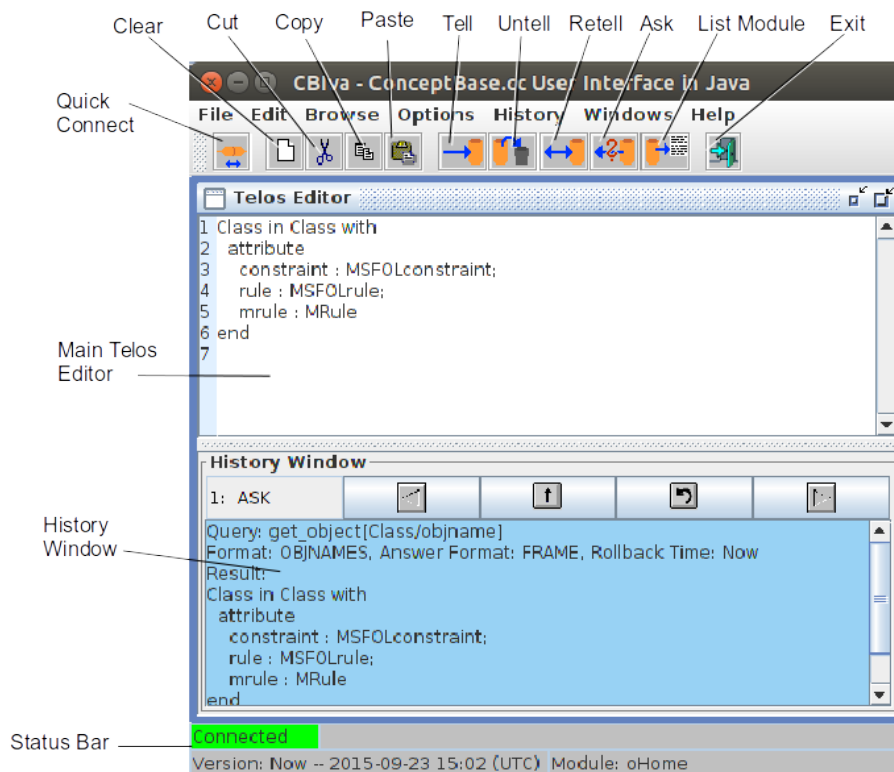 Clear Cut Copy Paste Tell Untell Retell Ask List Module Exit
Quick
Connect
CBIva - ConceptBase.cc User Interface in Java
File Edit Browse Options History Windows Help
Telos Editor
1 Class in Class with
2 attribute
3 constraint : MSFOLconstraint;
4 rule : MSFOLrule;
5 mrule : MRule
6 end
7
Main Telos
Editor
History Window
1: ASK
History
Window
Query: get_object[Class/objname]
Format: OBJNAMES, Answer Format: FRAME, Rollback Time: Now
Result:
Class in Class with
attribute
constraint : MSFOLconstraint;
rule : MSFOLrule;
mrule : MRule
end
Status Bar
Connected
Version: Now -- 2015-09-23 15:02 (UTC) Module: oHome